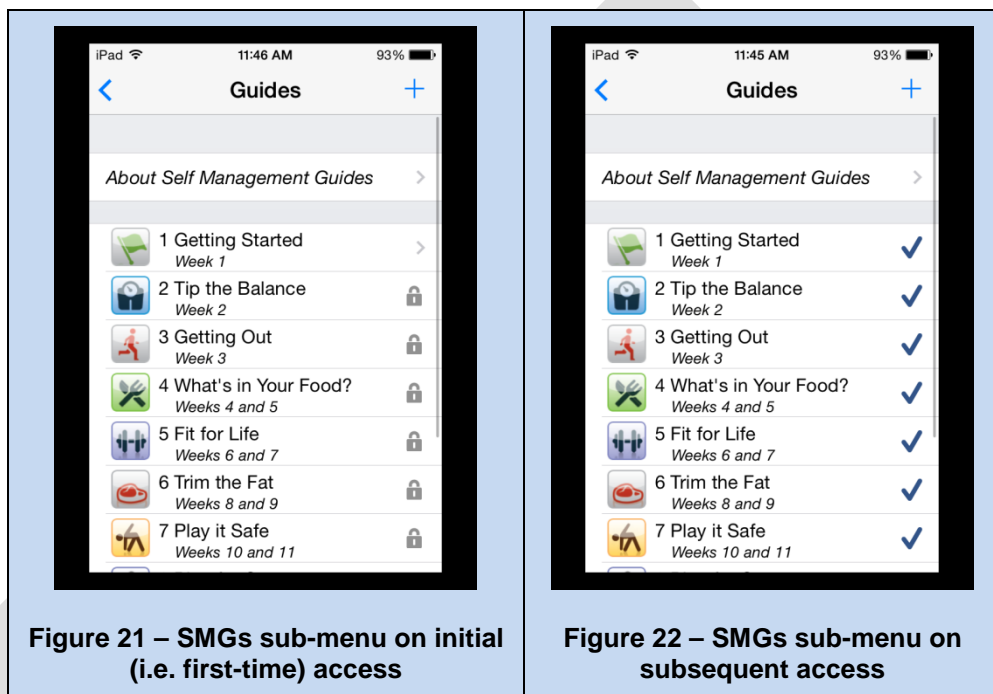 iPad 11:46 AM 93%
Guides
About Self Management Guides
1 Getting Started
Week 1
2 Tip the Balance
Week 2
3 Getting Out
Week 3
4 What's in Your Food?
Weeks 4 and 5
5 Fit for Life
Weeks 6 and 7
6 Trim the Fat
Weeks 8 and 9
7 Play it Safe
Weeks 10 and 11
Figure 21 – SMGs sub-menu on initial
(i.e. first-time) access
iPad 11:45 AM 93%
Guides
About Self Management Guides
1 Getting Started
Week 1
2 Tip the Balance
Week 2
3 Getting Out
Week 3
4 What's in Your Food?
Weeks 4 and 5
5 Fit for Life
Weeks 6 and 7
6 Trim the Fat
Weeks 8 and 9
7 Play it Safe
Weeks 10 and 11
Figure 22 – SMGs sub-menu on
subsequent access